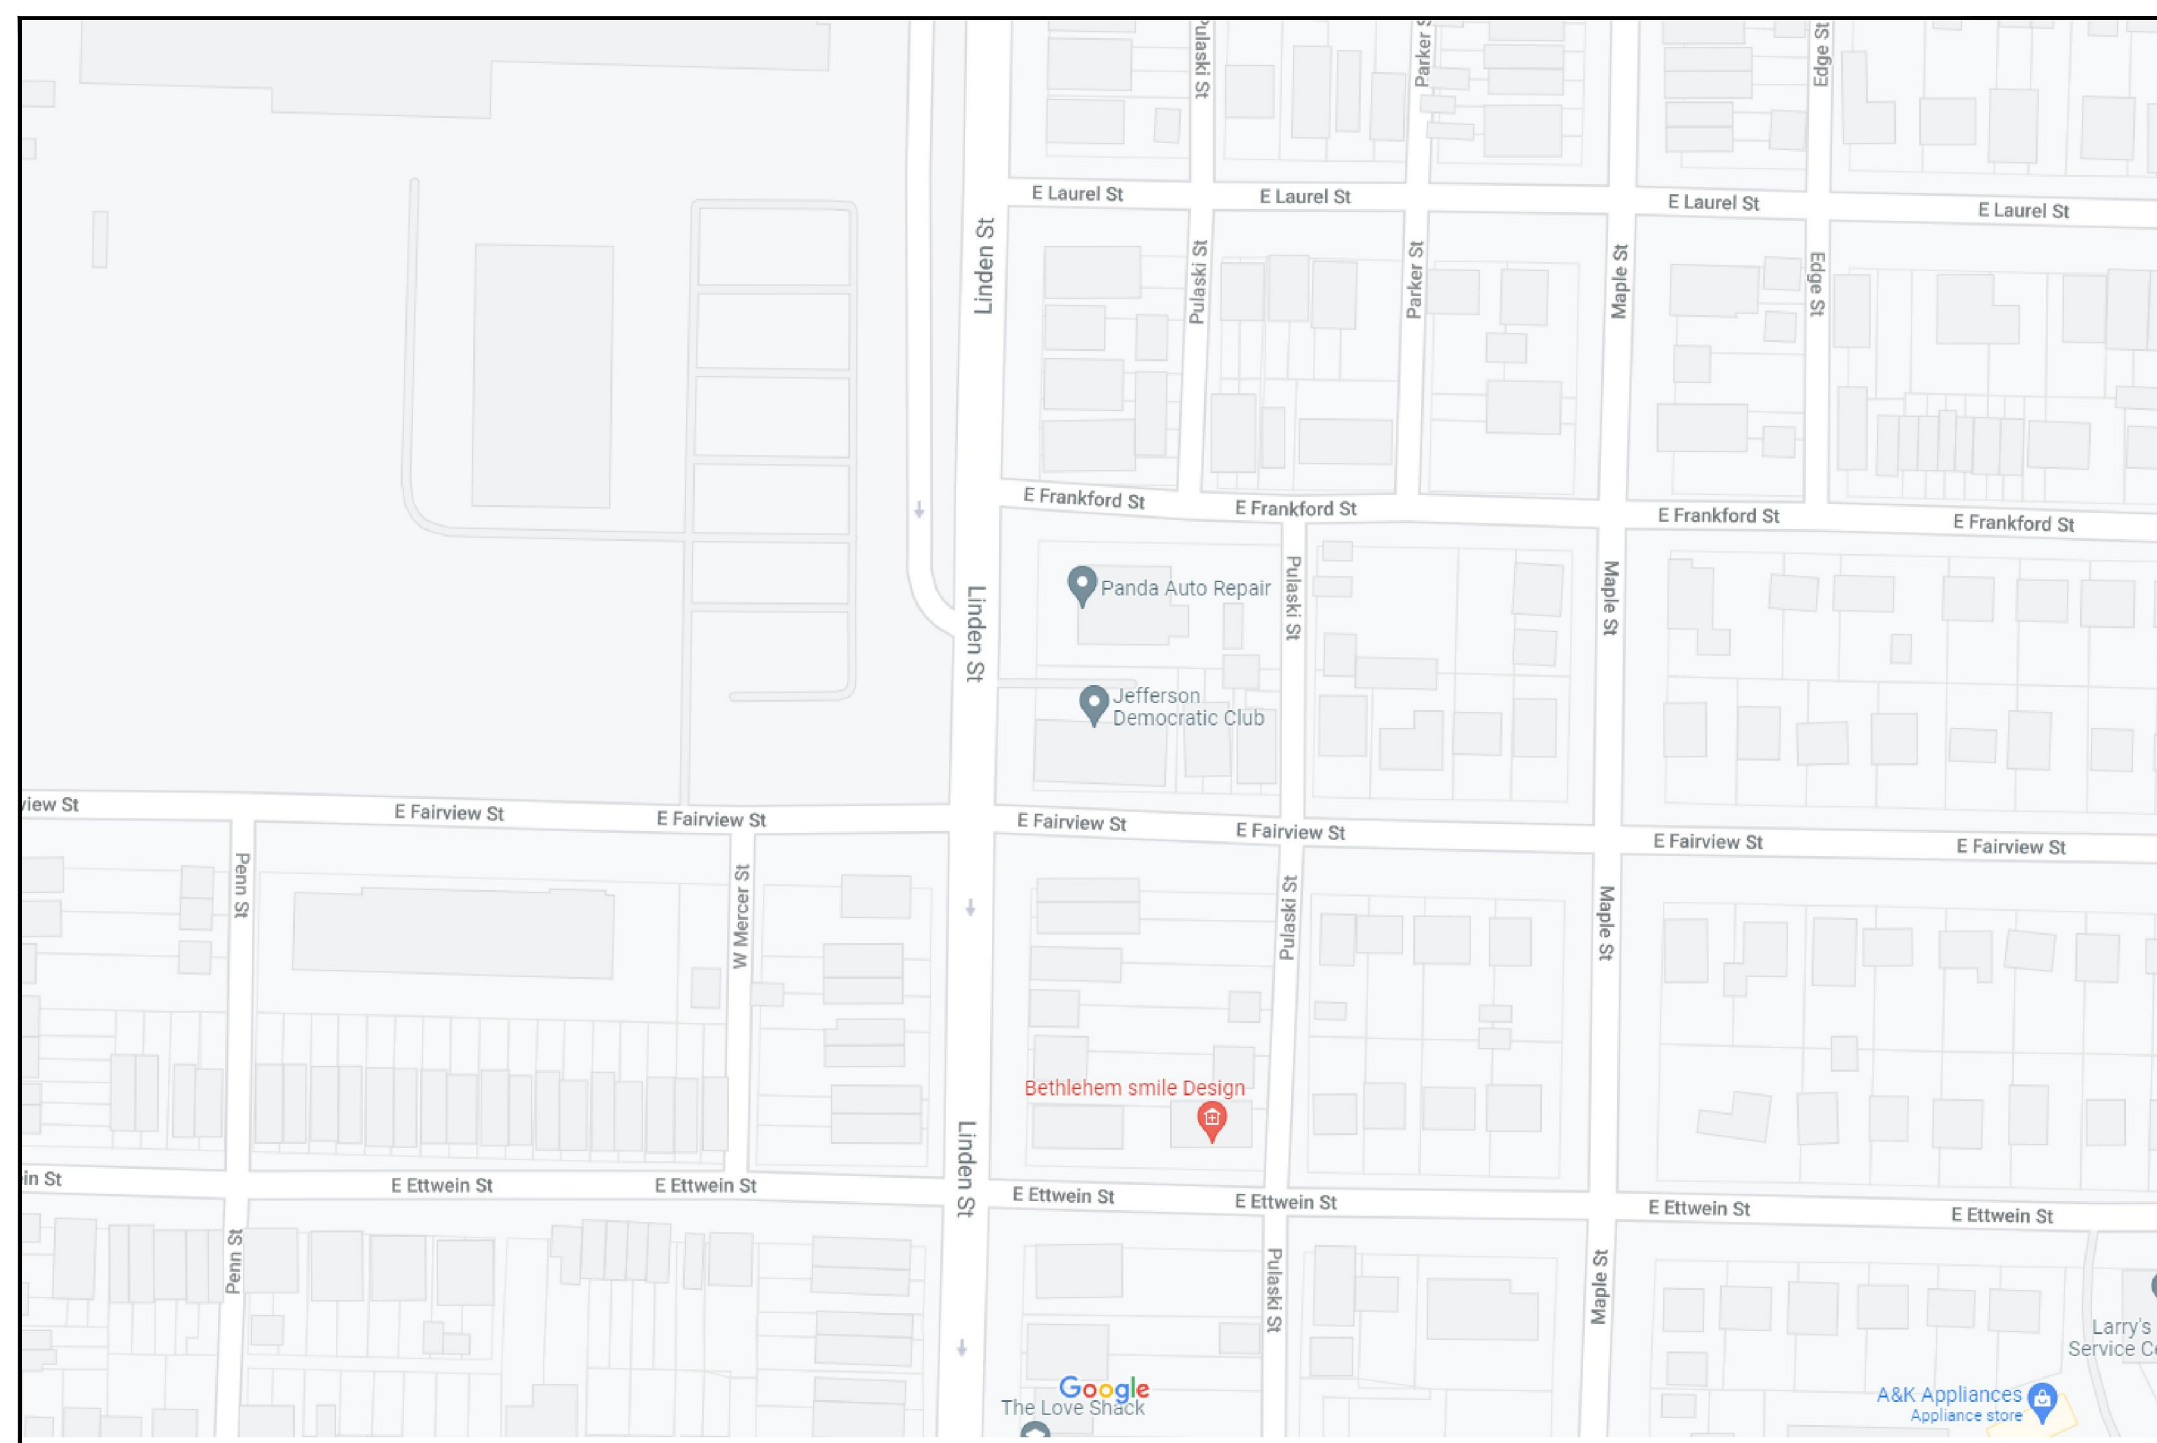 Pulaski St
Parker S
Edge St
E Laurel St
E Laurel St
E Laurel St
E Laurel St
Linden St
Pulaski St
Parker St
Maple St
Edge St
E Frankford St
E Frankford St
E Frankford St
E Frankford St
Panda Auto Repair
Linden St
Pulaski St
Maple St
Jefferson
Democratic Club
view St
E Fairview St
E Fairview St
E Fairview St
E Fairview St
E Fairview St
E Fairview St
Penn St
W Mercer St
Pulaski St
Maple St
Bethlehem smile Design
Linden St
in St
E Ettwein St
E Ettwein St
E Ettwein St
E Ettwein St
E Ettwein St
E Ettwein St
Penn St
Pulaski St
Maple St
Larry's
Service Ce
Google
The Love Shack
A&K Appliances
Appliance store